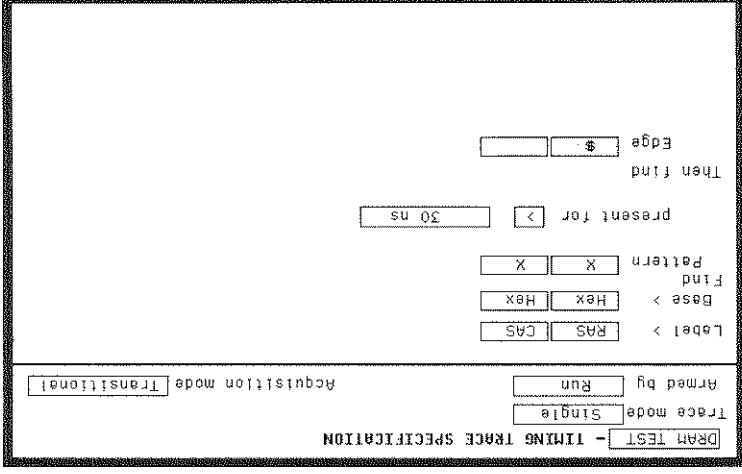 DRAM TEST - TIMING TRACE SPECIFICATION
Trace mode Single
Armed by Run Acquisition mode Transitional
Label > RAS CAS
Base > Hex Hex
Find
Pattern X X
present for > 30 ns
Then find
Edge $